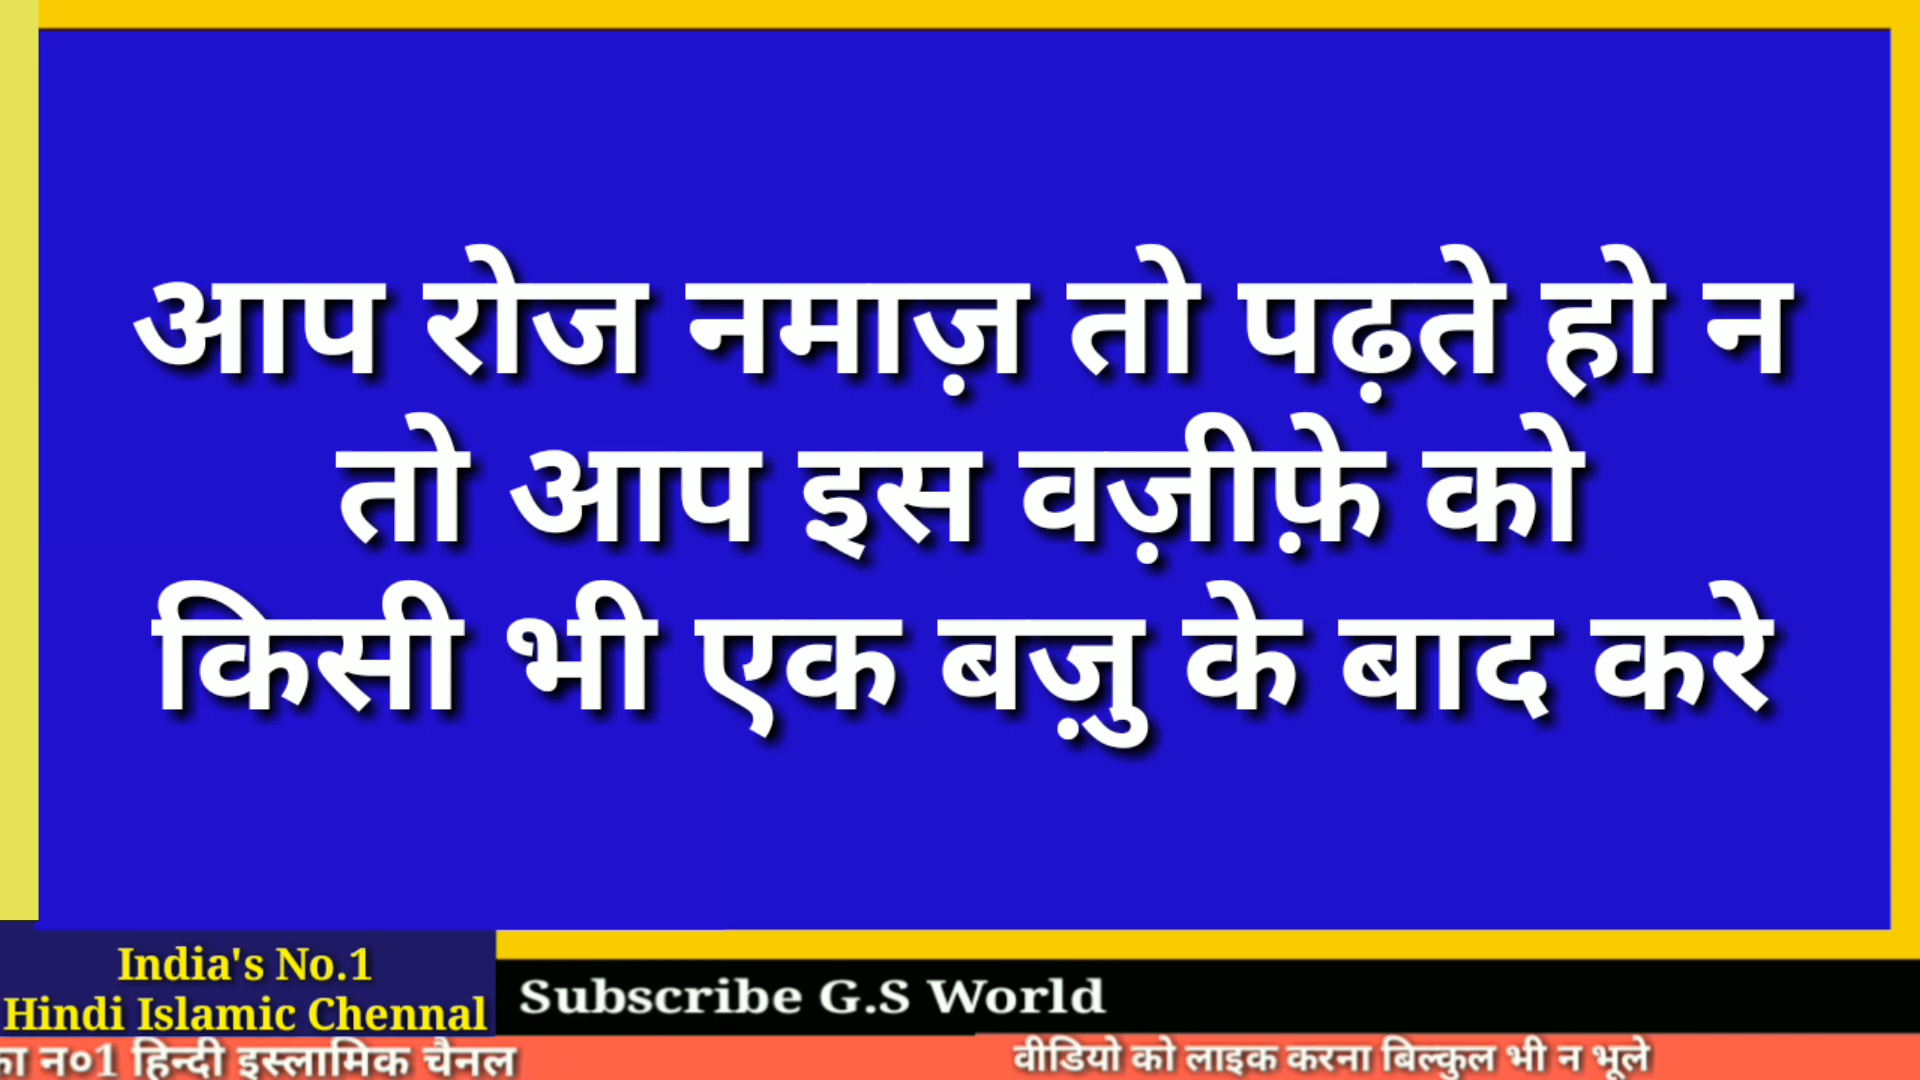 आप रोज नमाज़ तो पढ़ते हो न
तो आप इस वज़ीफ़े को
किसी भी एक बज़ु के बाद करे
India's No.1
Hindi Islamic Chennal
Subscribe G.S World
न०1 हिन्दी इस्लामिक चैनल
वीडियो को लाइक करना बिल्कुल भी न भूले